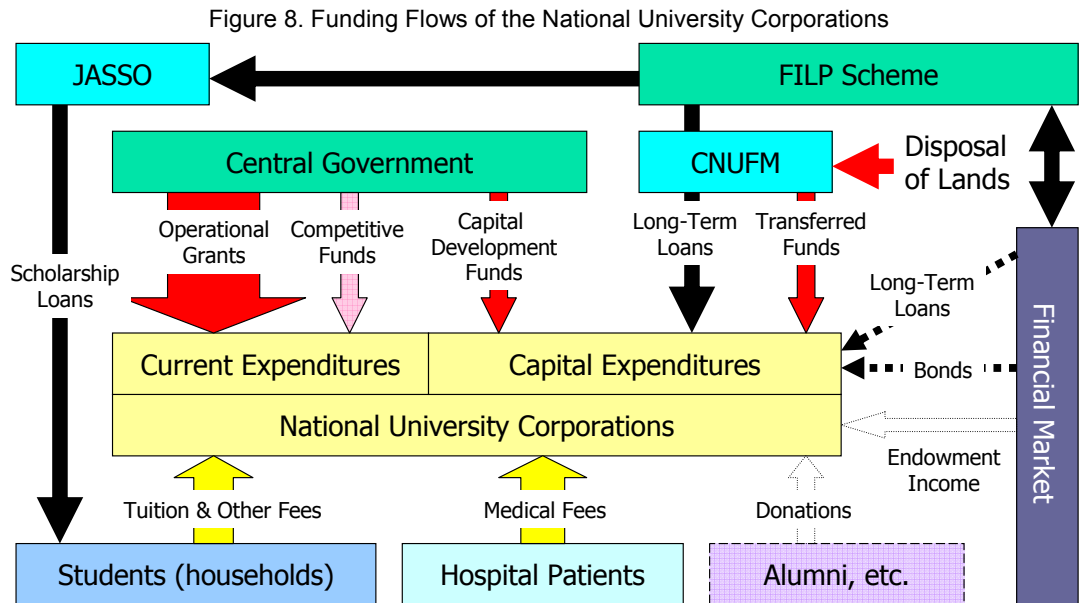 Figure 8. Funding Flows of the National University Corporations
JASSO
FILP Scheme
Central Government
CNUFM
Disposal
of Lands
Operational
Grants
Competitive
Funds
Capital
Development
Funds
Long-Term
Loans
Transferred
Funds
Scholarship
Loans
Long-Term
Loans
Financial Market
Current Expenditures
Capital Expenditures
Bonds
National University Corporations
Endowment
Income
Tuition & Other Fees
Medical Fees
Donations
Students (households)
Hospital Patients
Alumni, etc.